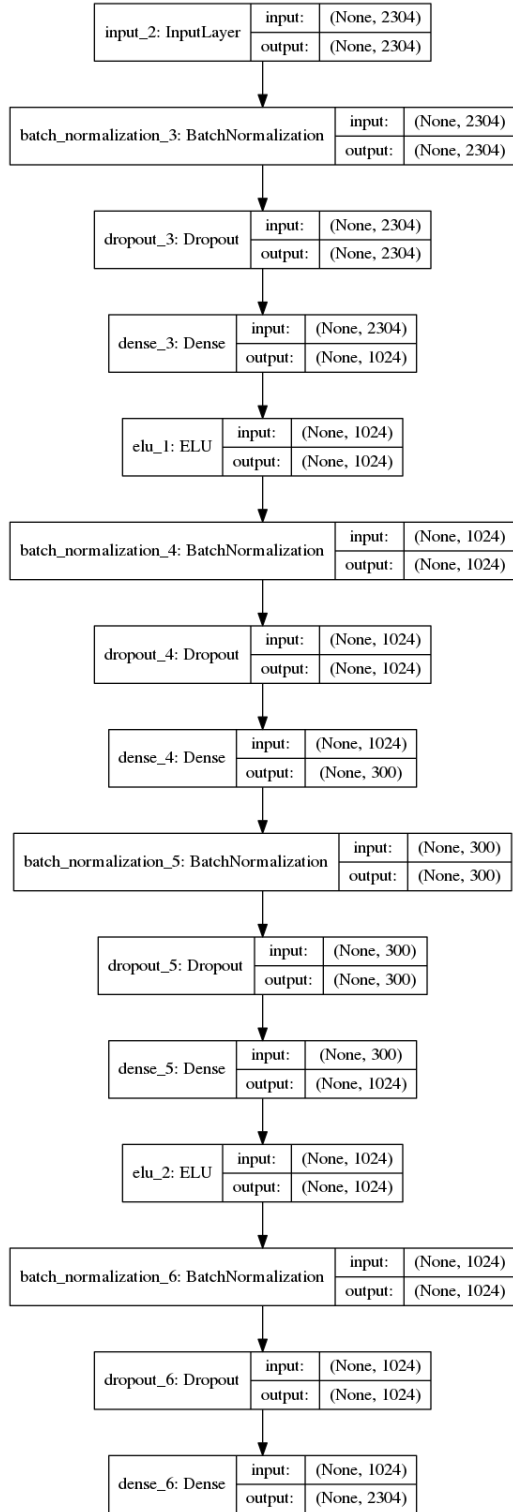 input_2: InputLayer
input: (None, 2304)
output: (None, 2304)
batch_normalization_3: BatchNormalization
input: (None, 2304)
output: (None, 2304)
dropout_3: Dropout
input: (None, 2304)
output: (None, 2304)
dense_3: Dense
input: (None, 2304)
output: (None, 1024)
elu_1: ELU
input: (None, 1024)
output: (None, 1024)
batch_normalization_4: BatchNormalization
input: (None, 1024)
output: (None, 1024)
dropout_4: Dropout
input: (None, 1024)
output: (None, 1024)
dense_4: Dense
input: (None, 1024)
output: (None, 300)
batch_normalization_5: BatchNormalization
input: (None, 300)
output: (None, 300)
dropout_5: Dropout
input: (None, 300)
output: (None, 300)
dense_5: Dense
input: (None, 300)
output: (None, 1024)
elu_2: ELU
input: (None, 1024)
output: (None, 1024)
batch_normalization_6: BatchNormalization
input: (None, 1024)
output: (None, 1024)
dropout_6: Dropout
input: (None, 1024)
output: (None, 1024)
dense_6: Dense
input: (None, 1024)
output: (None, 2304)